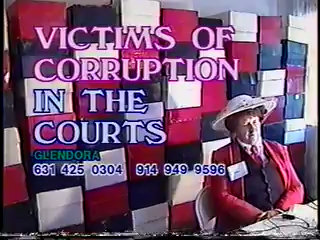 VICTIMS OF
CORRUPTION
IN THE
COURTS
GLENDORA
631 425 0304 914 949 9596